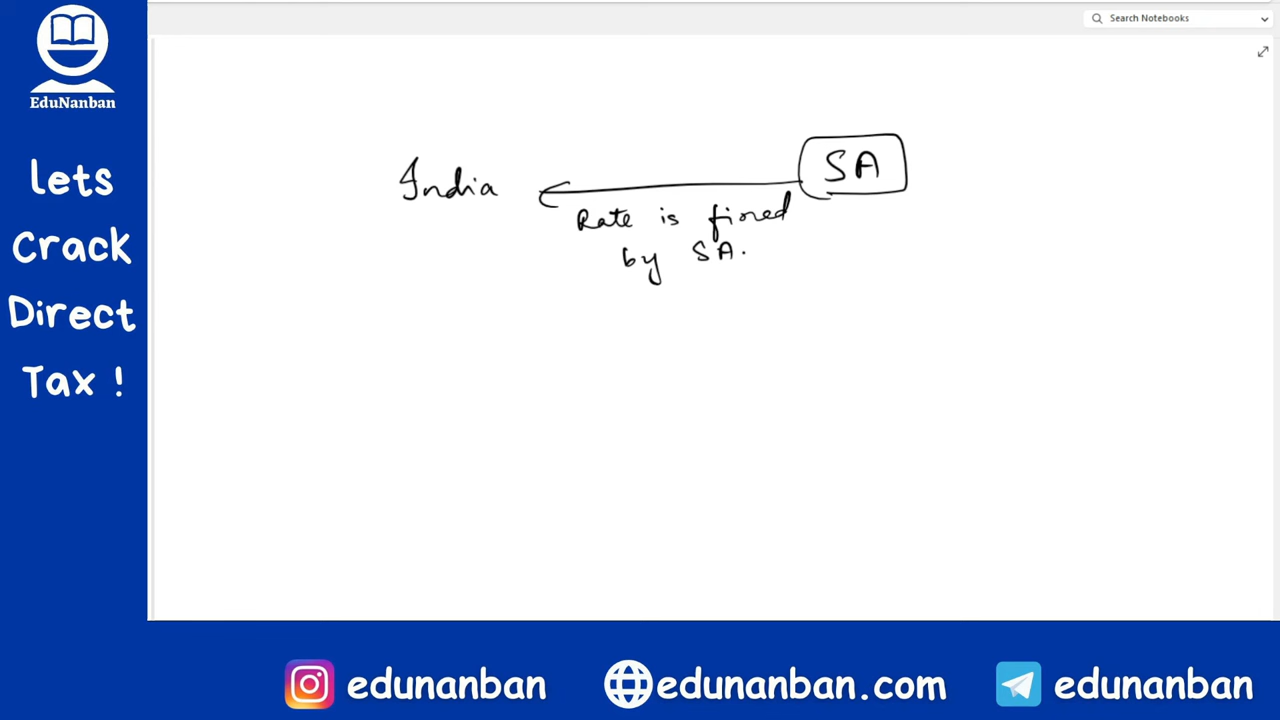 EduNanban
Lets
Crack
Direct
Tax !
Search Notebooks
India
SA
Rate is fixed
by SA.
edunanban
edunanban.com
edunanban